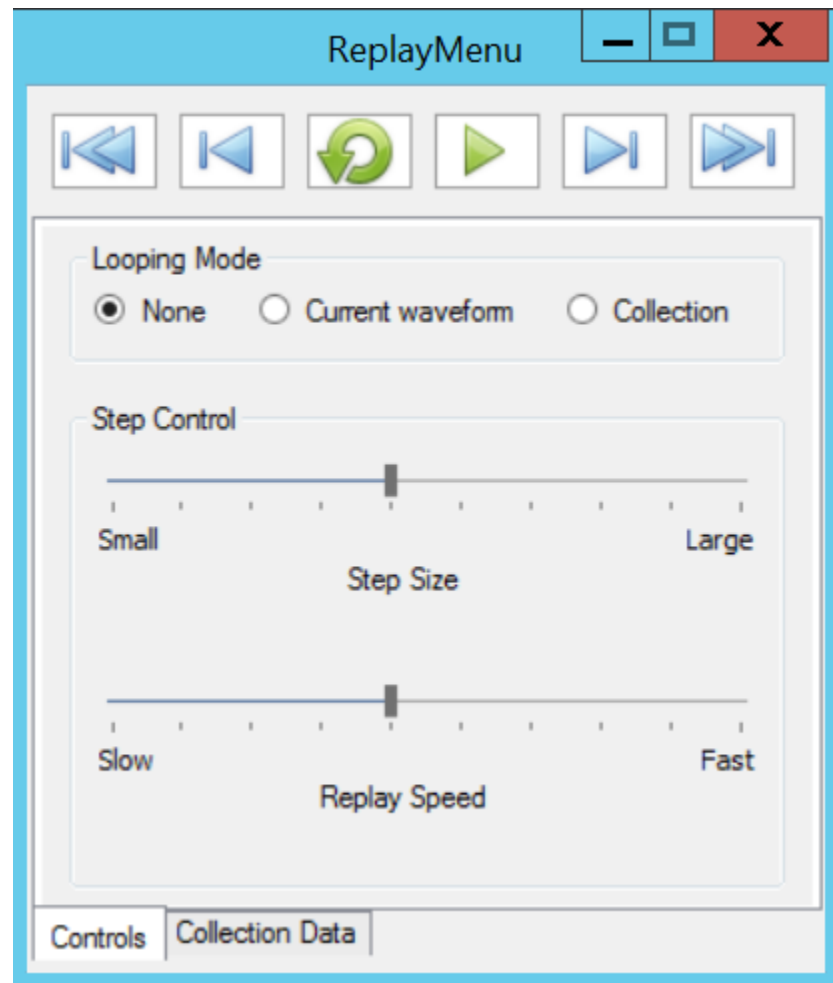 ReplayMenu
Looping Mode
None Current waveform Collection
Step Control
Small Large
Step Size
Slow Fast
Replay Speed
Controls Collection Data